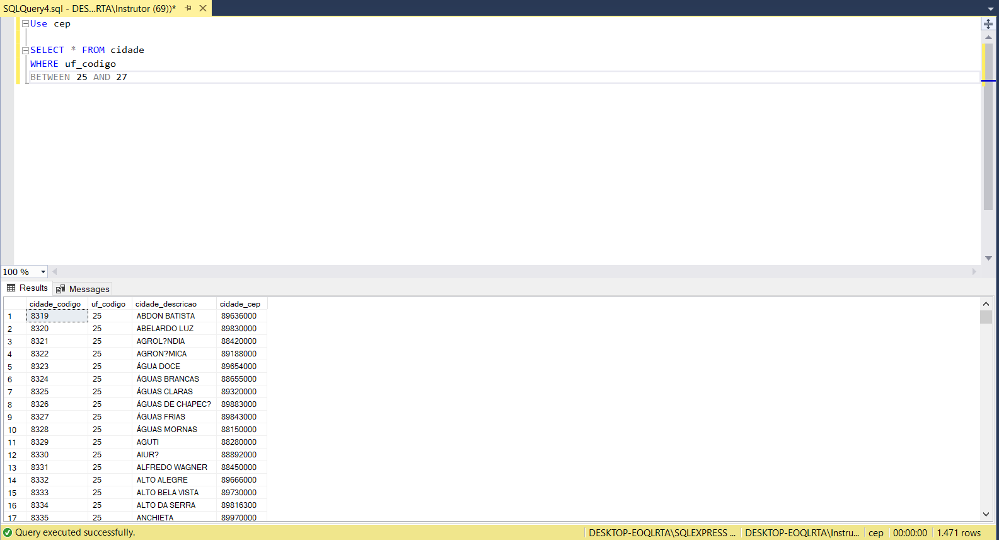 SQLQuery4.sql - DES...RTA\Instrutor (69))*
Use cep
SELECT * FROM cidade
WHERE uf_codigo
BETWEEN 25 AND 27
100 %
Results Messages
cidade_codigo uf_codigo cidade_descricao cidade_cep
1 8319 25 ABDON BATISTA 89636000
2 8320 25 ABELARDO LUZ 89830000
3 8321 25 AGROL?NDIA 88420000
4 8322 25 AGRON?MICA 89188000
5 8323 25 ÁGUA DOCE 89654000
6 8324 25 ÁGUAS BRANCAS 88655000
7 8325 25 ÁGUAS CLARAS 89320000
8 8326 25 ÁGUAS DE CHAPEC? 89883000
9 8327 25 ÁGUAS FRIAS 89843000
10 8328 25 ÁGUAS MORNAS 88150000
11 8329 25 AGUTI 88280000
12 8330 25 AIUR? 88892000
13 8331 25 ALFREDO WAGNER 88450000
14 8332 25 ALTO ALEGRE 89666000
15 8333 25 ALTO BELA VISTA 89730000
16 8334 25 ALTO DA SERRA 89816300
17 8335 25 ANCHIETA 89970000
Query executed successfully. DESKTOP-EOQLRTA\SQLEXPRESS ... DESKTOP-EOQLRTA\Instru... cep 00:00:00 1.471 rows